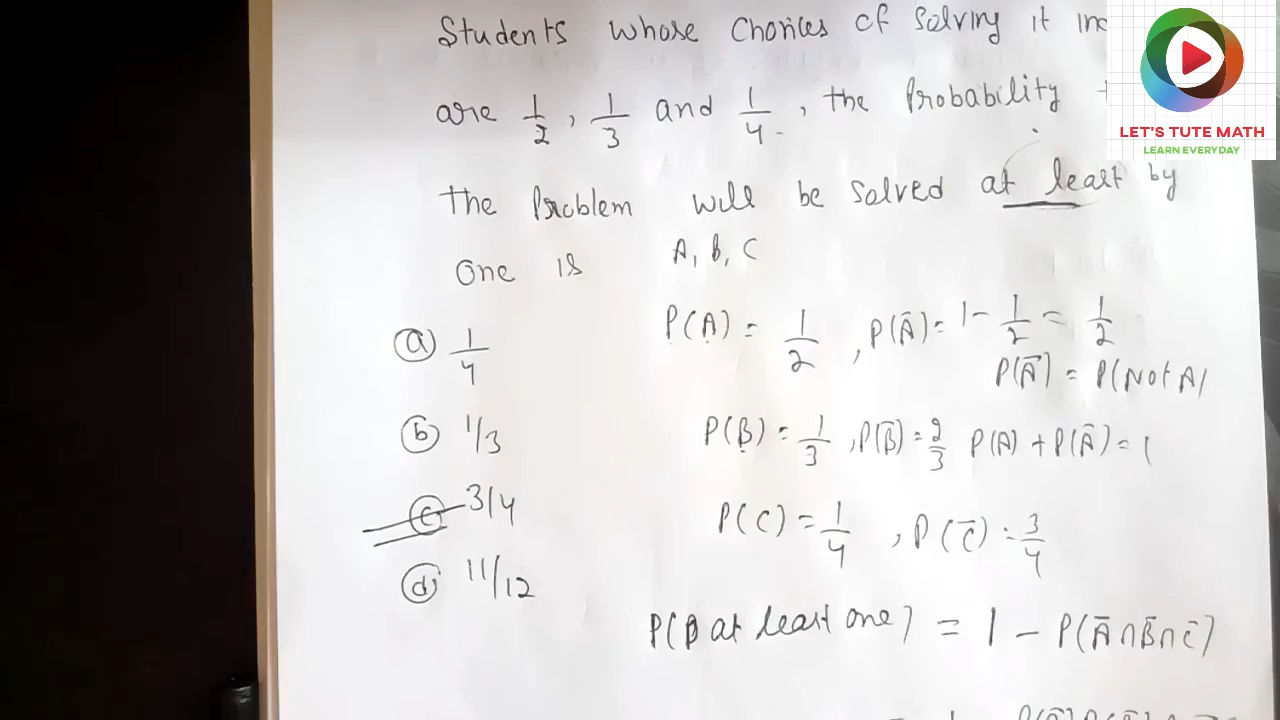 Students whose Choices of Solving it
LET'S TUTE MATH
LEARN EVERYDAY
are 1/2, 1/3 and 1/4, the Probability
the Problem will be Solved at least by
One is A, B, C
(a) 1/4
P(A) = 1/2, P(Ā) = 1 - 1/2 = 1/2
P(Ā) = P(Not A)
(b) 1/3
P(B) = 1/3, P(B̄) = 2/3 P(A) + P(Ā) = 1
(c) 3/4
P(C) = 1/4, P(C̄) = 3/4
(d) 11/12
P( at least one) = 1 - P(Ā∩B̄∩C̄)